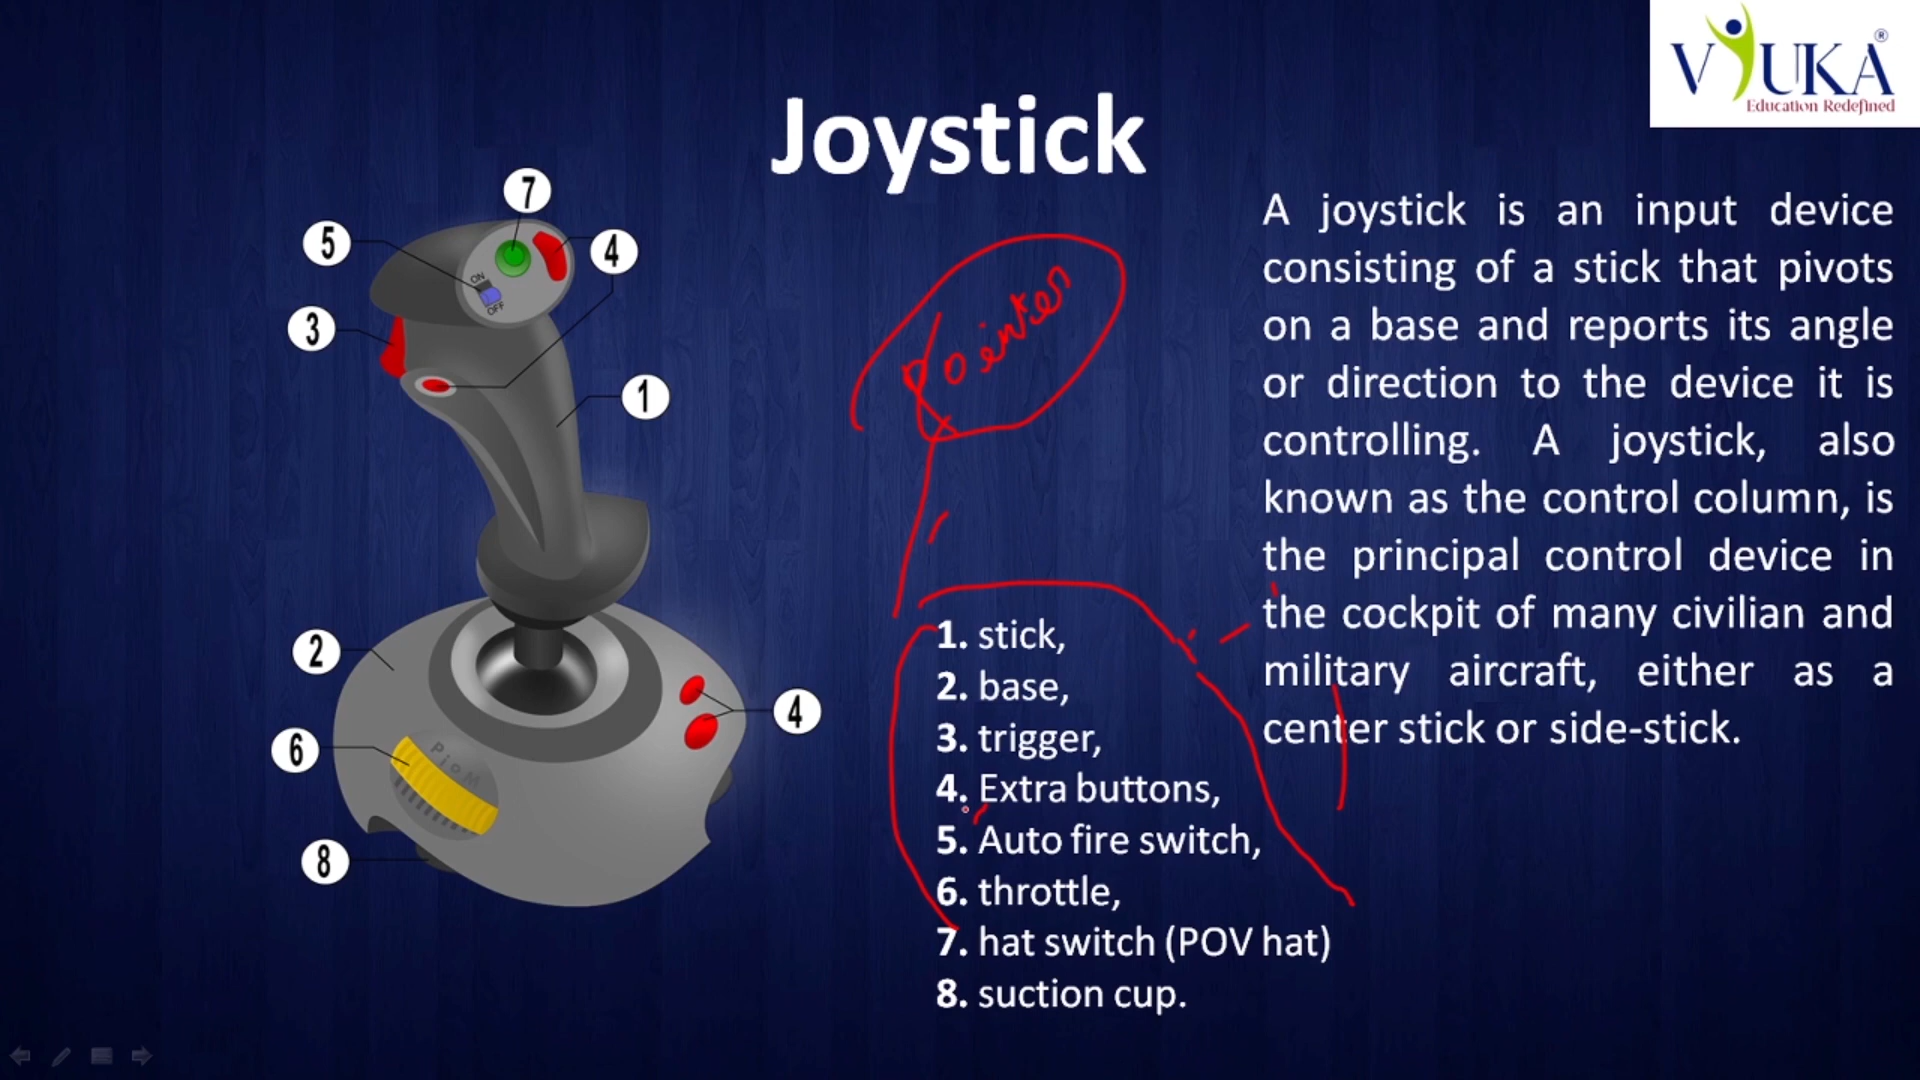 VYUKA®
Education Redefined
Joystick
7
5
4
ON
OFF
3
1
2
4
6
8
Pointer
A joystick is an input device
consisting of a stick that pivots
on a base and reports its angle
or direction to the device it is
controlling. A joystick, also
known as the control column, is
the principal control device in
the cockpit of many civilian and
military aircraft, either as a
center stick or side-stick.
1. stick,
2. base,
3. trigger,
4. Extra buttons,
5. Auto fire switch,
6. throttle,
7. hat switch (POV hat)
8. suction cup.